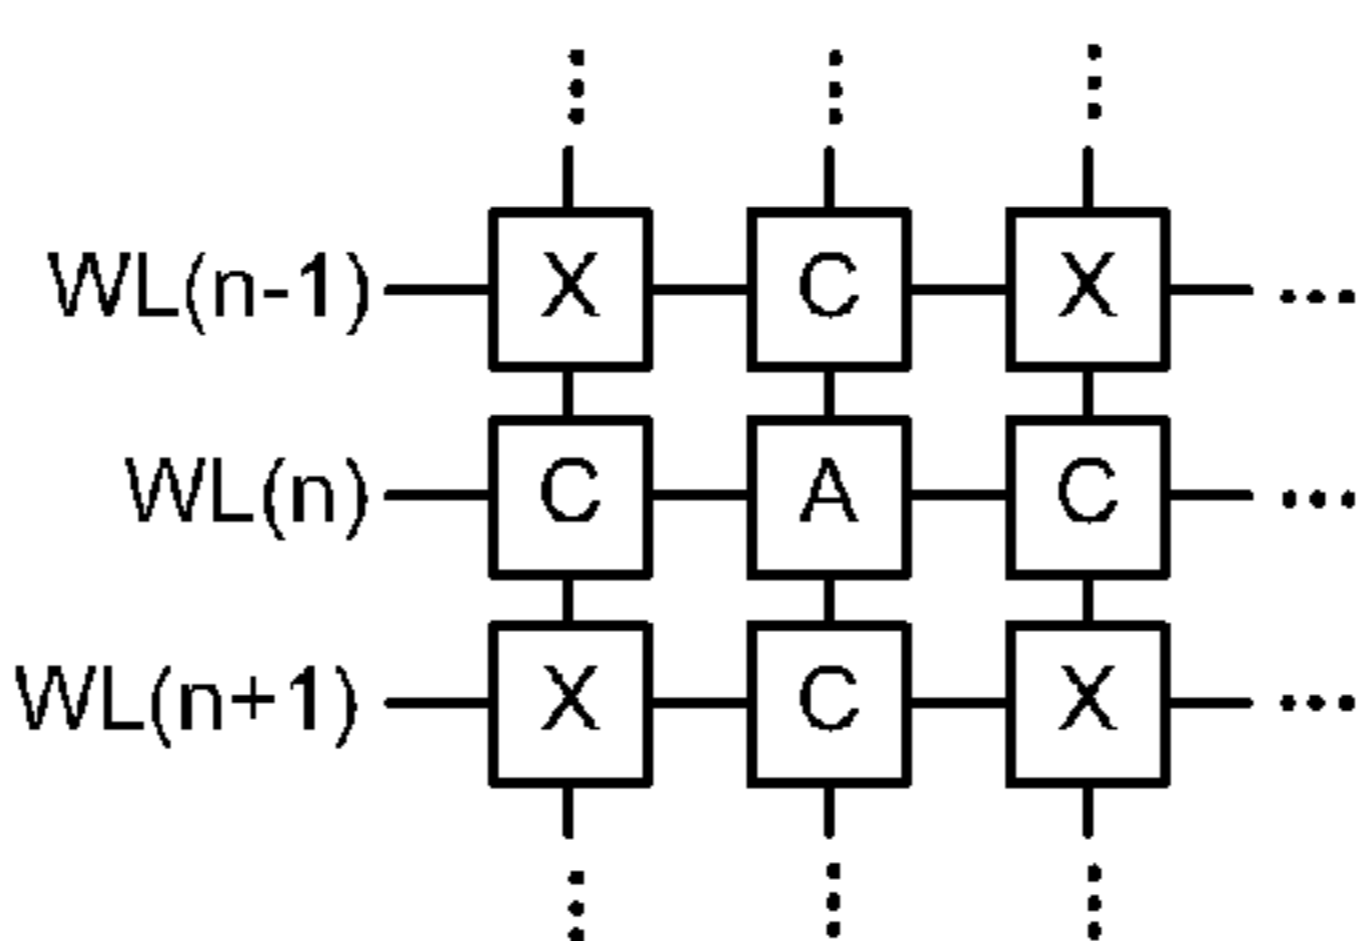 WL(n-1) X C X ...
WL(n) C A C ...
WL(n+1) X C X ...